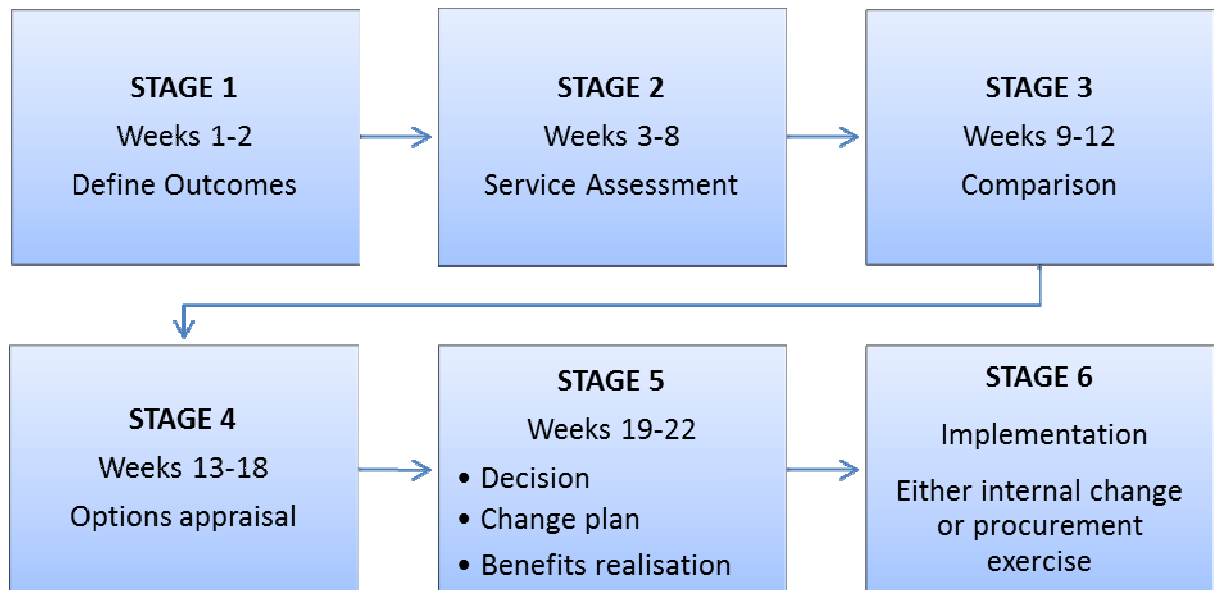 STAGE 1
Weeks 1-2
Define Outcomes
STAGE 2
Weeks 3-8
Service Assessment
STAGE 3
Weeks 9-12
Comparison
STAGE 4
Weeks 13-18
Options appraisal
STAGE 5
Weeks 19-22
• Decision
• Change plan
• Benefits realisation
STAGE 6
Implementation
Either internal change
or procurement
exercise